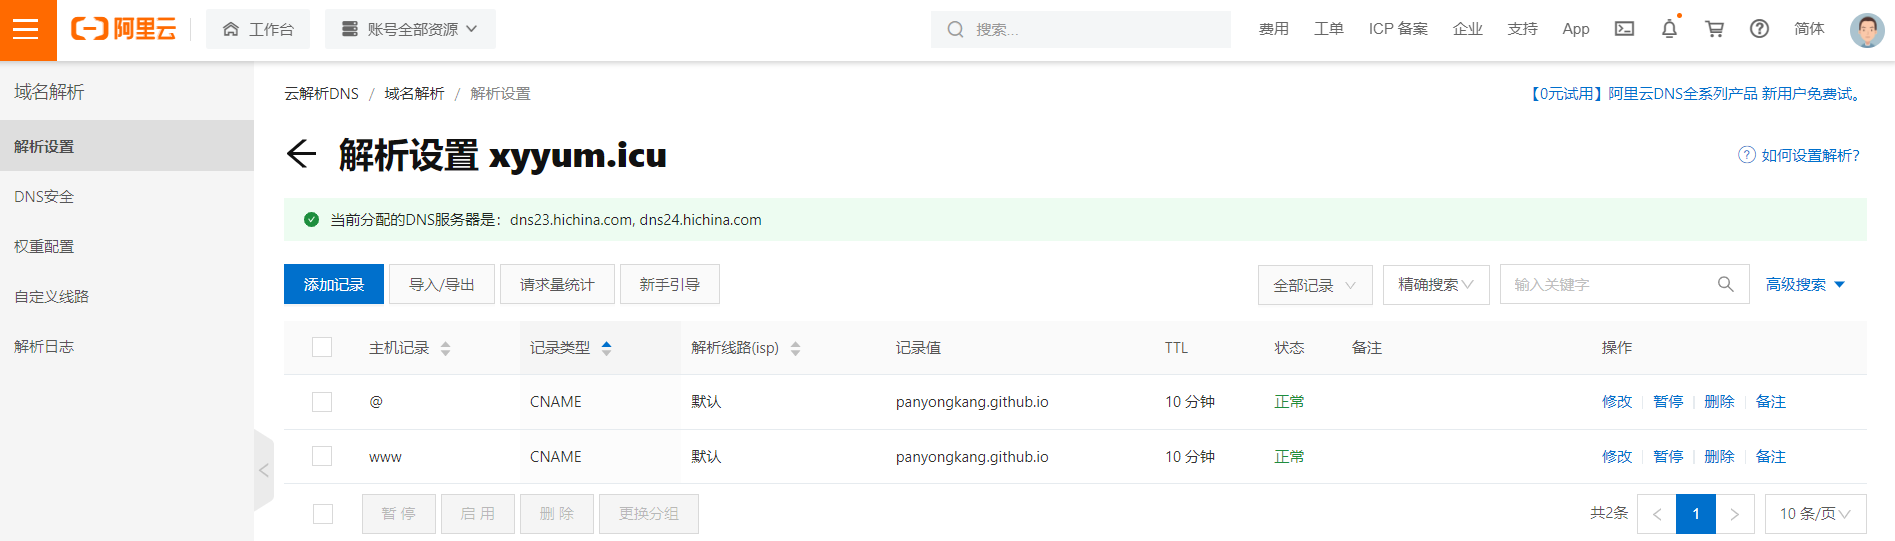 阿里云 工作台 账号全部资源 搜索... 费用 工单 ICP 备案 企业 支持 App 简体
域名解析
解析设置
DNS安全
权重配置
自定义线路
解析日志
云解析DNS / 域名解析 / 解析设置
【0元试用】阿里云DNS全系列产品 新用户免费试。
解析设置 xyyum.icu
如何设置解析?
当前分配的DNS服务器是：dns23.hichina.com, dns24.hichina.com
添加记录 导入/导出 请求量统计 新手引导 全部记录 精确搜索 输入关键字 高级搜索
主机记录 记录类型 解析线路(isp) 记录值 TTL 状态 备注 操作
@ CNAME 默认 panyongkang.github.io 10 分钟 正常 修改 暂停 删除 备注
www CNAME 默认 panyongkang.github.io 10 分钟 正常 修改 暂停 删除 备注
暂 停 启 用 删 除 更换分组 共2条 < 1 > 10 条/页